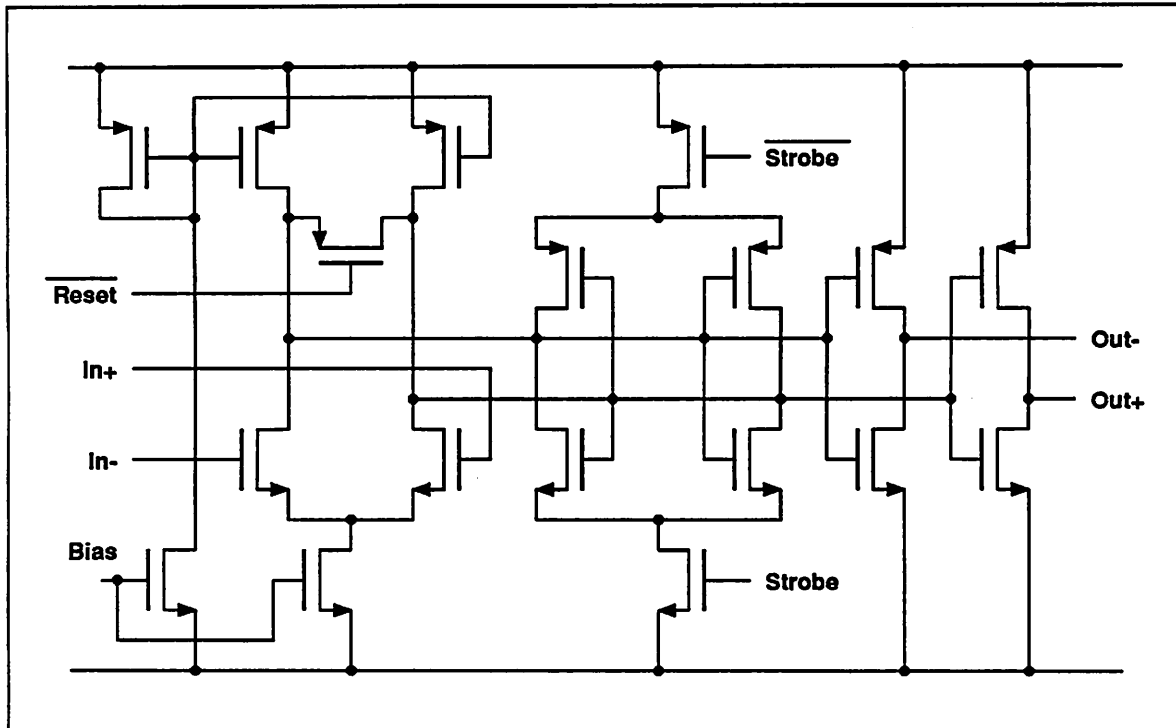 Strobe
Reset
Out-
In+
Out+
In-
Bias
Strobe